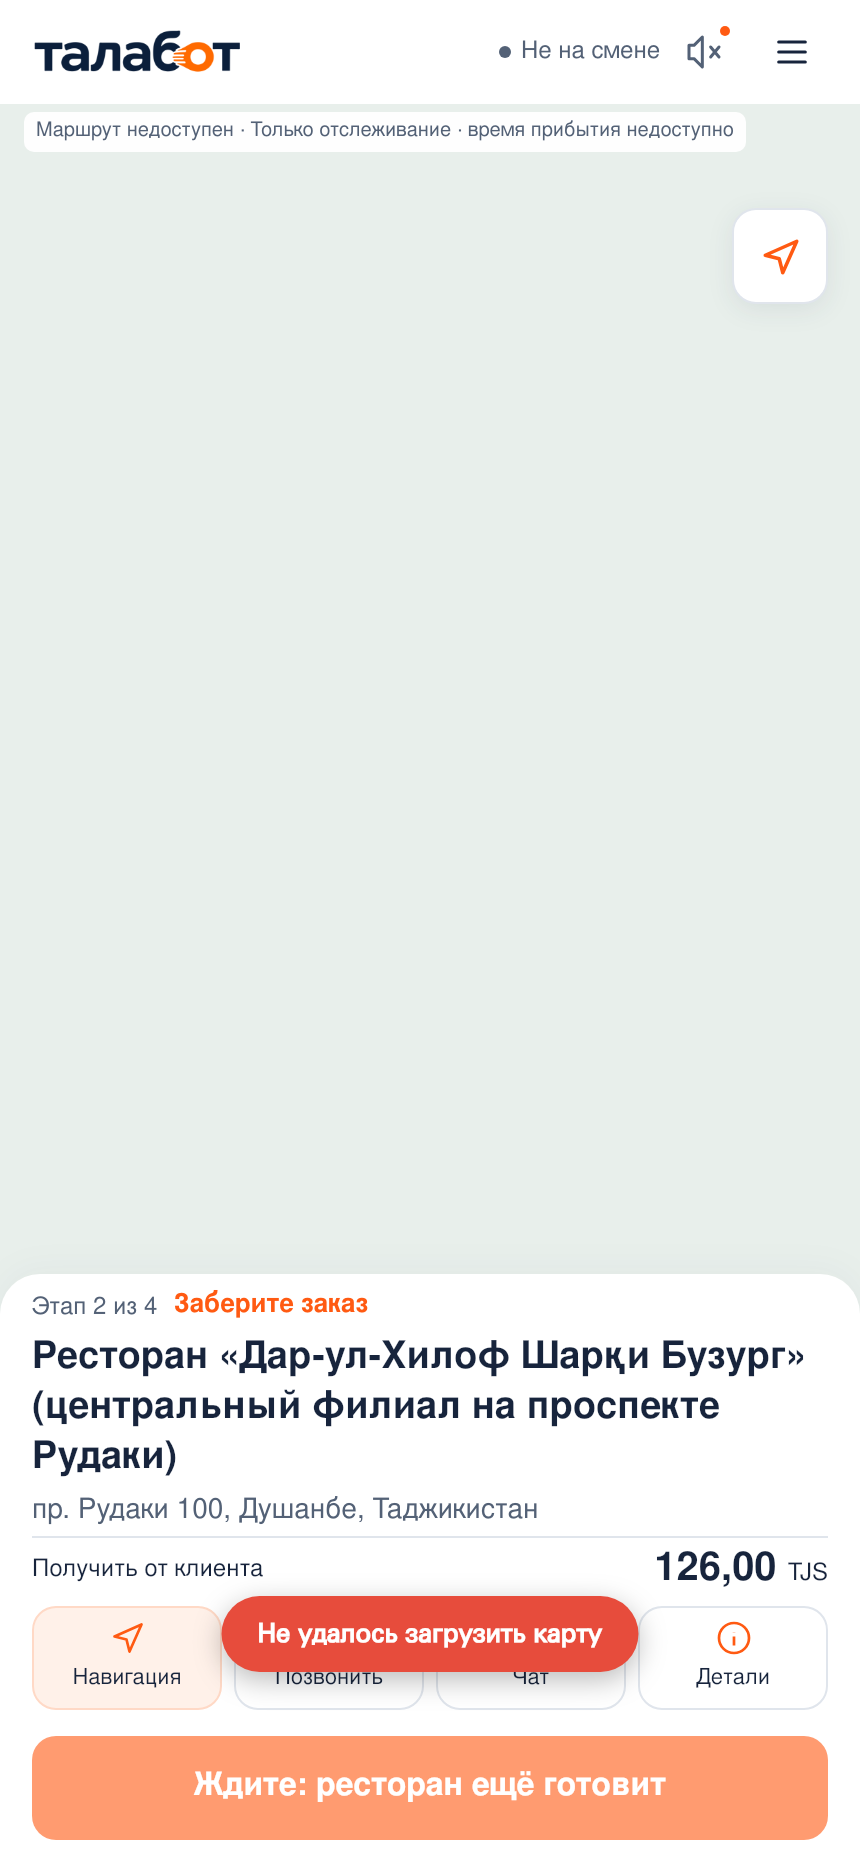 талабот
Не на смене
Маршрут недоступен · Только отслеживание · время прибытия недоступно
Этап 2 из 4 Заберите заказ
Ресторан «Дар-ул-Хилоф Шарқи Бузург»
(центральный филиал на проспекте
Рудаки)
пр. Рудаки 100, Душанбе, Таджикистан
Получить от клиента 126,00 TJS
Не удалось загрузить карту
Навигация Позвонить Чат Детали
Ждите: ресторан ещё готовит